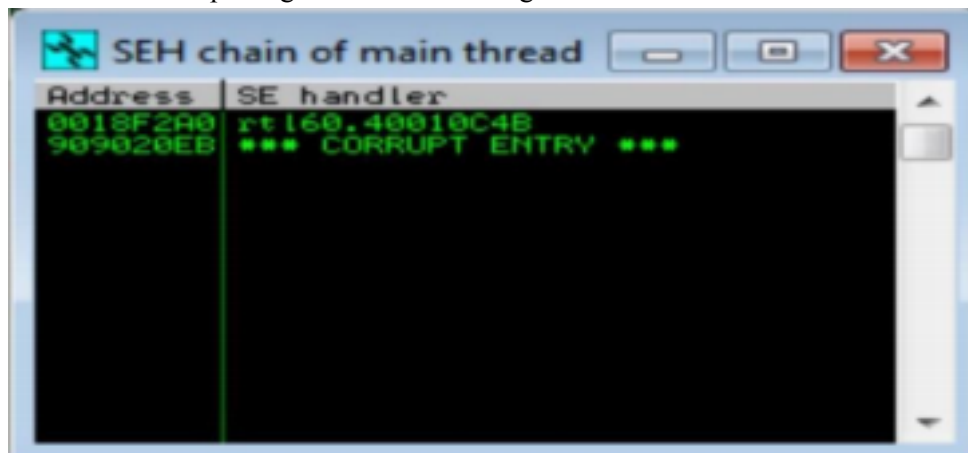 SEH chain of main thread
Address SE handler
0018F2A0 rtl60.40010C4B
909020EB *** CORRUPT ENTRY ***